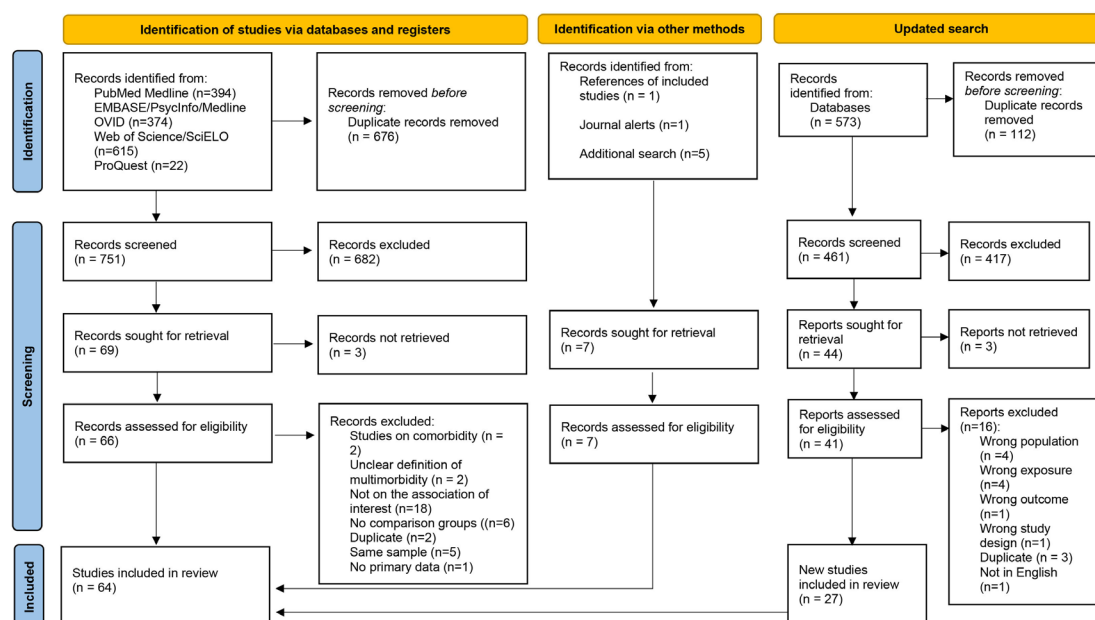 Identification of studies via databases and registers
Identification via other methods
Updated search
Identification
Records identified from:
PubMed Medline (n=394)
EMBASE/PsycInfo/Medline
OVID (n=374)
Web of Science/SciELO
(n=615)
ProQuest (n=22)
Records removed before
screening:
Duplicate records removed
(n = 676)
Records identified from:
References of included
studies (n = 1)
Journal alerts (n=1)
Additional search (n=5)
Records
identified from:
Databases
(n = 573)
Records removed
before screening:
Duplicate records
removed
(n = 112)
Screening
Records screened
(n = 751)
Records excluded
(n = 682)
Records screened
(n = 461)
Records excluded
(n = 417)
Records sought for retrieval
(n = 69)
Records not retrieved
(n = 3)
Records sought for retrieval
(n =7)
Reports sought for
retrieval
(n = 44)
Reports not retrieved
(n = 3)
Records assessed for eligibility
(n = 66)
Records excluded:
Studies on comorbidity (n =
2)
Unclear definition of
multimorbidity (n = 2)
Not on the association of
interest (n=18)
No comparison groups ((n=6)
Duplicate (n=2)
Same sample (n=5)
No primary data (n=1)
Records assessed for eligibility
(n = 7)
Reports assessed
for eligibility
(n = 41)
Reports excluded
(n=16):
Wrong population
(n =4)
Wrong exposure
(n=4)
Wrong outcome
(n=1)
Wrong study
design (n=1)
Duplicate (n = 3)
Not in English
(n=1)
Included
Studies included in review
(n = 64)
New studies
included in review
(n = 27)